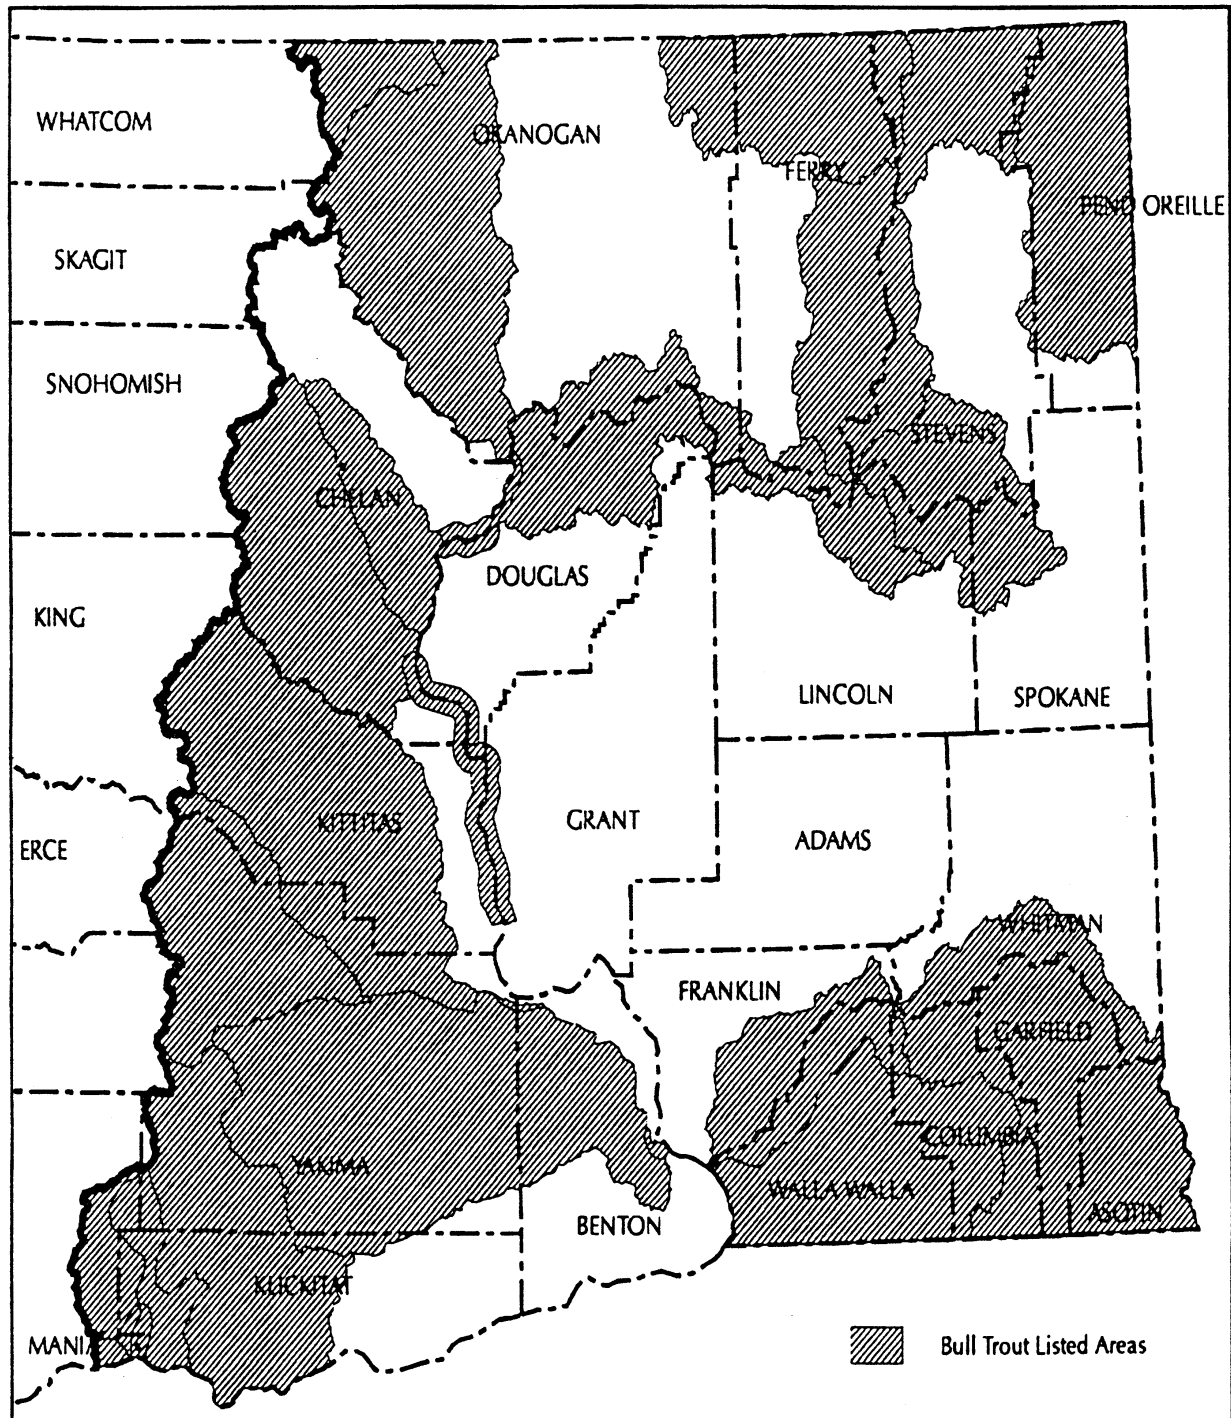 WHATCOM
OKANOGAN
FERRY
PEND OREILLE
SKAGIT
SNOHOMISH
STEVENS
CHELAN
DOUGLAS
KING
LINCOLN
SPOKANE
KITTITAS
GRANT
ADAMS
ERCE
WHITMAN
FRANKLIN
GARFIELD
COLUMBIA
YAKIMA
WALLA WALLA
ASOTIN
BENTON
KLICKITAT
MANIA
Bull Trout Listed Areas